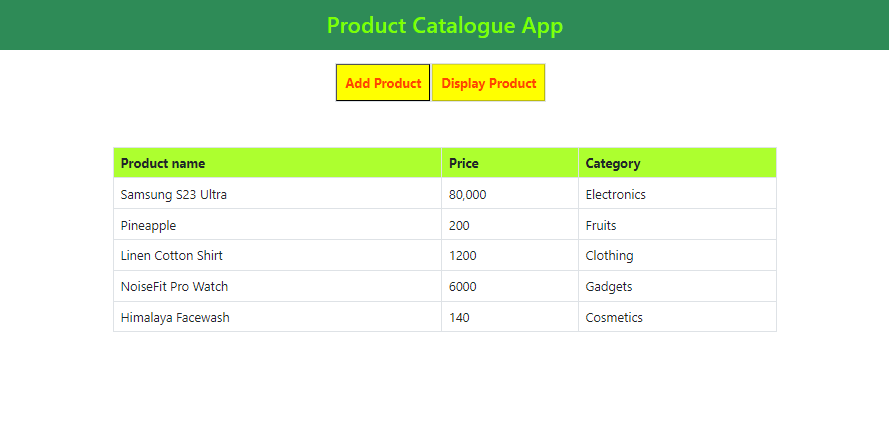 Product Catalogue App
Add Product Display Product
Product name Price Category
Samsung S23 Ultra 80,000 Electronics
Pineapple 200 Fruits
Linen Cotton Shirt 1200 Clothing
NoiseFit Pro Watch 6000 Gadgets
Himalaya Facewash 140 Cosmetics